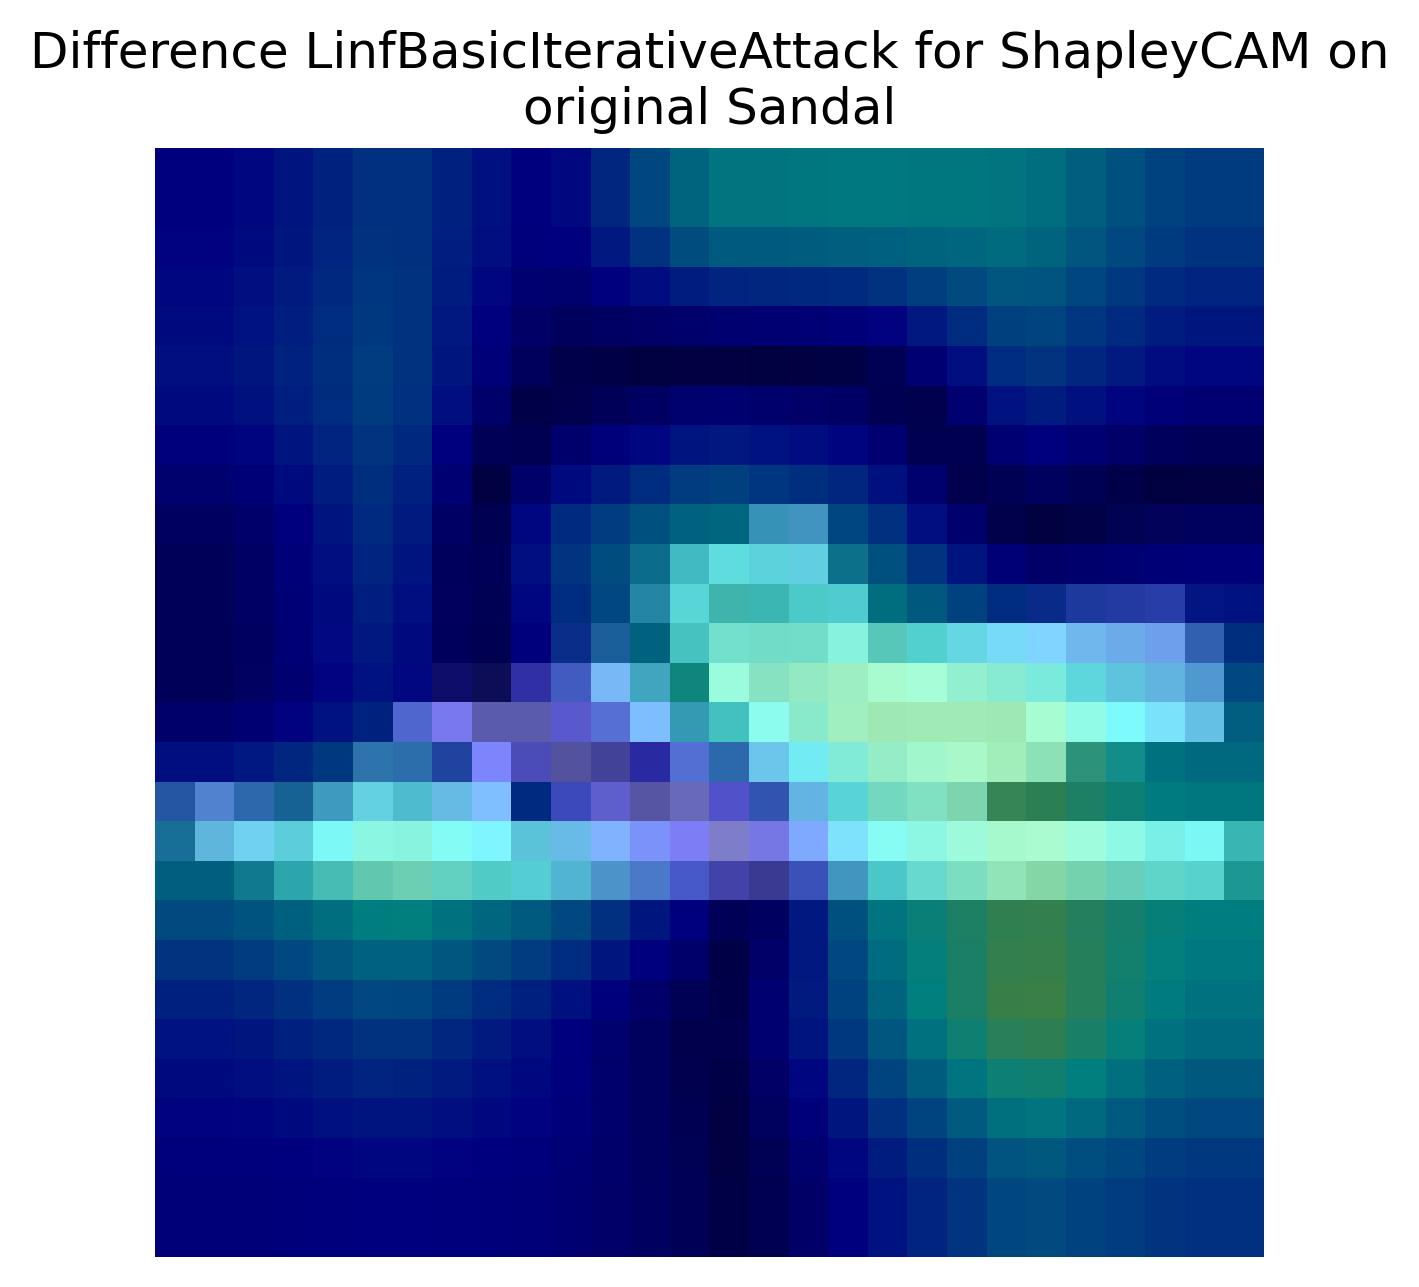 Difference LinfBasicIterativeAttack for ShapleyCAM on
original Sandal